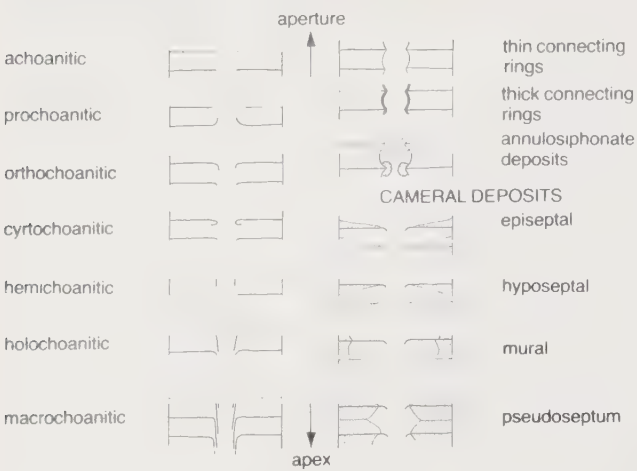 aperture
achoanitic
thin connecting
rings
prochoanitic
thick connecting
rings
annulosiphonate
deposits
orthochoanitic
CAMERAL DEPOSITS
cyrtochoanitic
episeptal
hemichoanitic
hyposeptal
holochoanitic
mural
macrochoanitic
pseudoseptum
apex